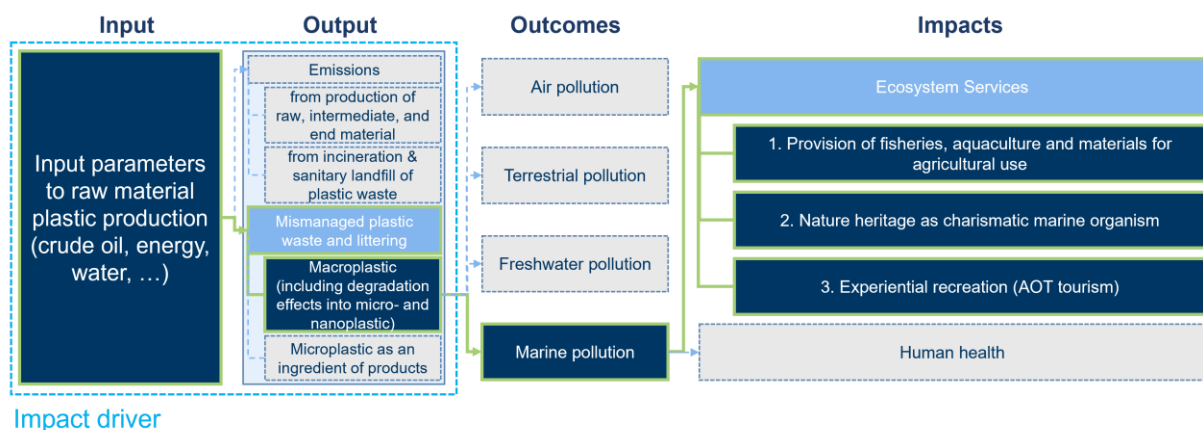 Input
Output
Outcomes
Impacts
Input parameters
to raw material
plastic production
(crude oil, energy,
water, …)
Emissions
from production of
raw, intermediate, and
end material
from incineration &
sanitary landfill of
plastic waste
Mismanaged plastic
waste and littering
Macroplastic
(including degradation
effects into micro- and
nanoplastic)
Microplastic as an
ingredient of products
Air pollution
Terrestrial pollution
Freshwater pollution
Marine pollution
Ecosystem Services
1. Provision of fisheries, aquaculture and materials for
agricultural use
2. Nature heritage as charismatic marine organism
3. Experiential recreation (AOT tourism)
Human health
Impact driver